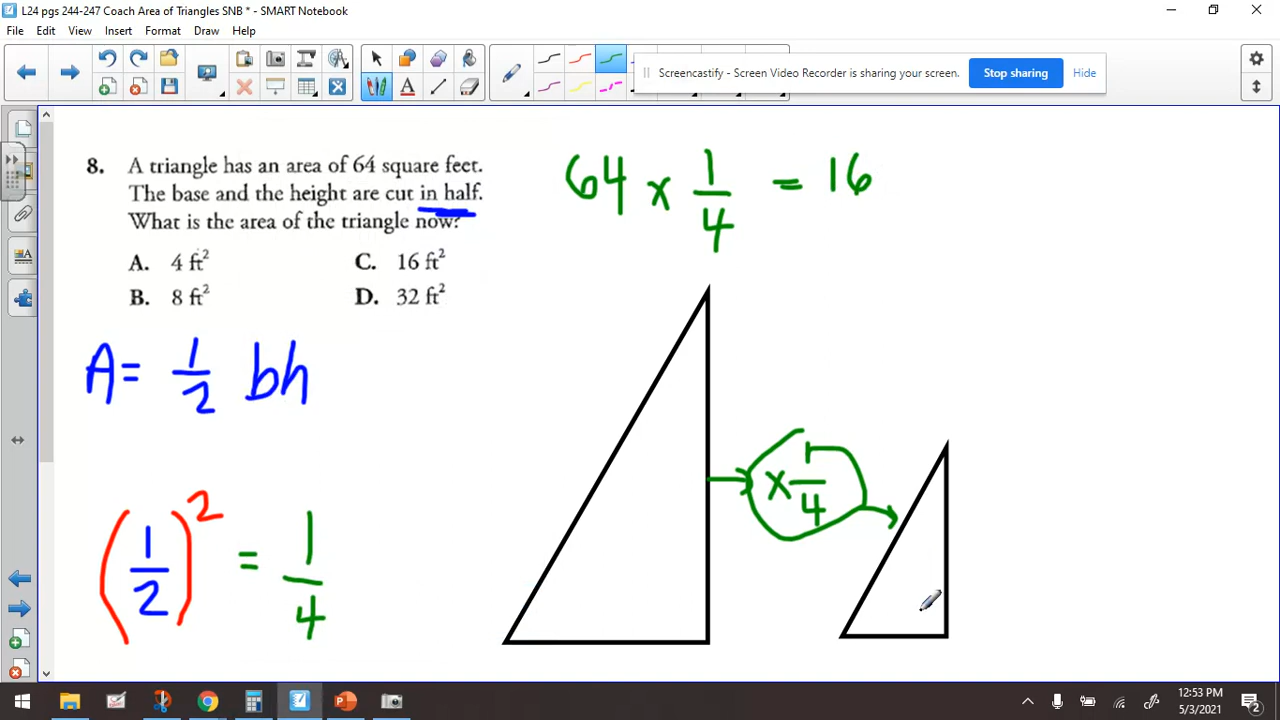 L24 pgs 244-247 Coach Area of Triangles SNB * - SMART Notebook
File Edit View Insert Format Draw Help
Screencastify - Screen Video Recorder is sharing your screen. Stop sharing Hide
8. A triangle has an area of 64 square feet.
The base and the height are cut in half.
What is the area of the triangle now?
A. 4 ft² C. 16 ft²
B. 8 ft² D. 32 ft²
64 x 1/4 = 16
A = 1/2 bh
x 1/4
(1/2)² = 1/4
12:53 PM
5/3/2021
2